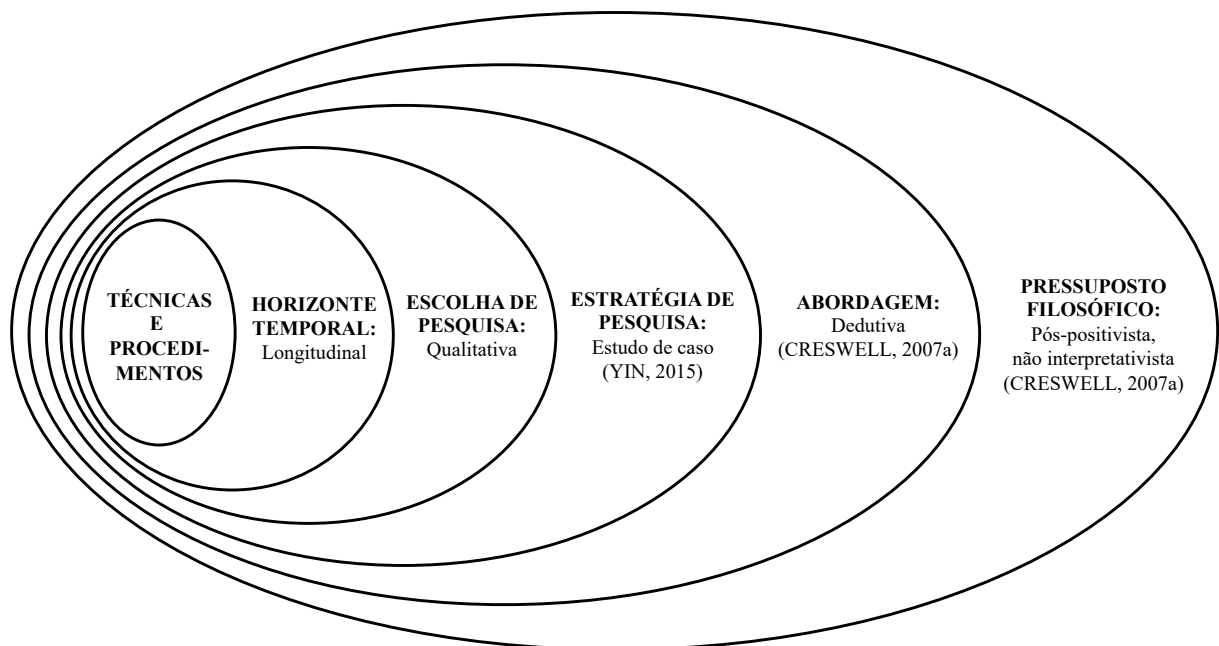 TÉCNICAS
E
PROCEDI-
MENTOS
HORIZONTE
TEMPORAL:
Longitudinal
ESCOLHA DE
PESQUISA:
Qualitativa
ESTRATÉGIA DE
PESQUISA:
Estudo de caso
(YIN, 2015)
ABORDAGEM:
Dedutiva
(CRESWELL, 2007a)
PRESSUPOSTO
FILOSÓFICO:
Pós-positivista,
não interpretativista
(CRESWELL, 2007a)